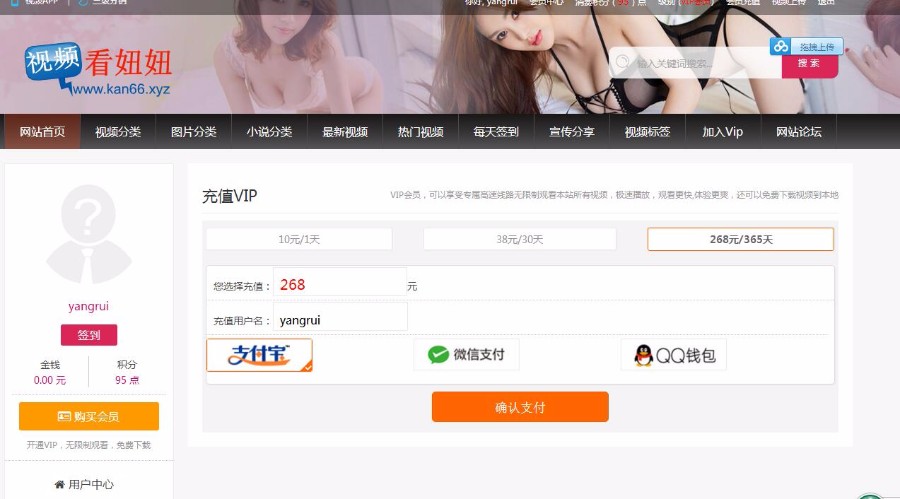 视频APP | 三级分销
你好, yangrui 会员中心 消费积分 ( 95 ) 点 级别 会员充值 视频上传 退出
视频 看妞妞
www.kan66.xyz
拖拽上传
输入关键词搜索... 搜 索
网站首页 视频分类 图片分类 小说分类 最新视频 热门视频 每天签到 宣传分享 视频标签 加入Vip 网站论坛
充值VIP VIP会员，可以享受专属高速线路无限制观看本站所有视频，极速播放，观看更快,体验更爽，还可以免费下载视频到本地
10元/1天 38元/30天 268元/365天
您选择充值： 268 元
充值用户名： yangrui
支付宝 微信支付 QQ钱包
确认支付
yangrui
签到
金钱 积分
0.00 元 95 点
购买会员
开通VIP，无限制观看，免费下载
用户中心